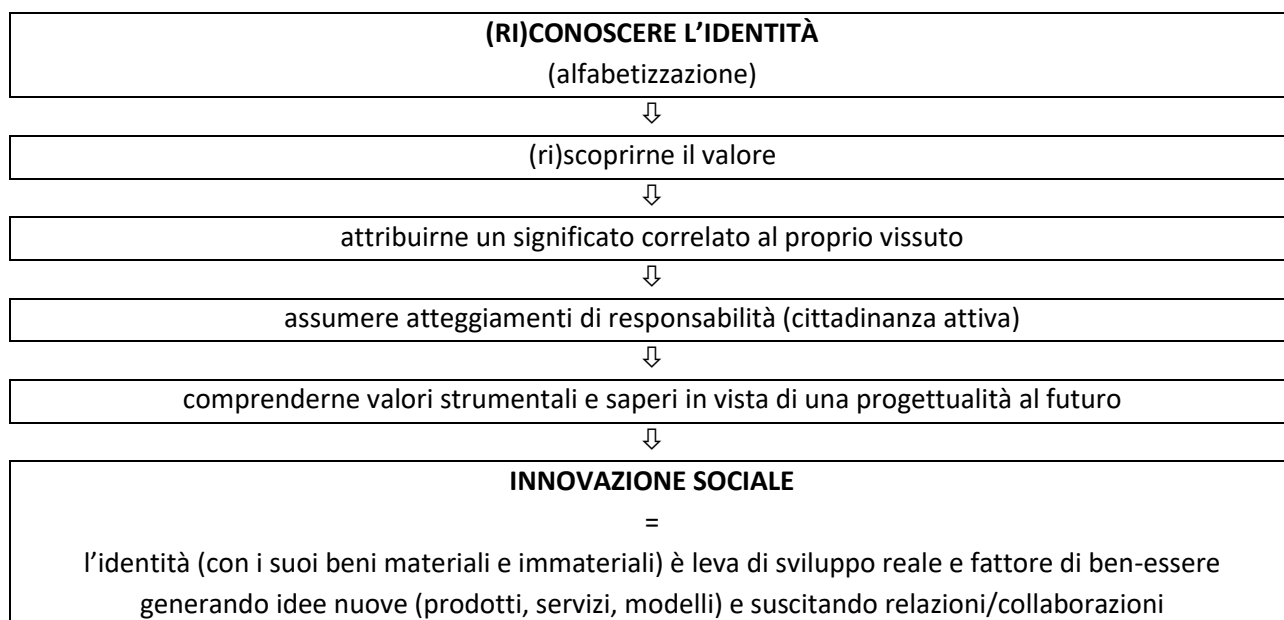 (RI)CONOSCERE L’IDENTITÀ
(alfabetizzazione)
⇩
(ri)scoprirne il valore
⇩
attribuirne un significato correlato al proprio vissuto
⇩
assumere atteggiamenti di responsabilità (cittadinanza attiva)
⇩
comprenderne valori strumentali e saperi in vista di una progettualità al futuro
⇩
INNOVAZIONE SOCIALE
=
l’identità (con i suoi beni materiali e immateriali) è leva di sviluppo reale e fattore di ben-essere
generando idee nuove (prodotti, servizi, modelli) e suscitando relazioni/collaborazioni